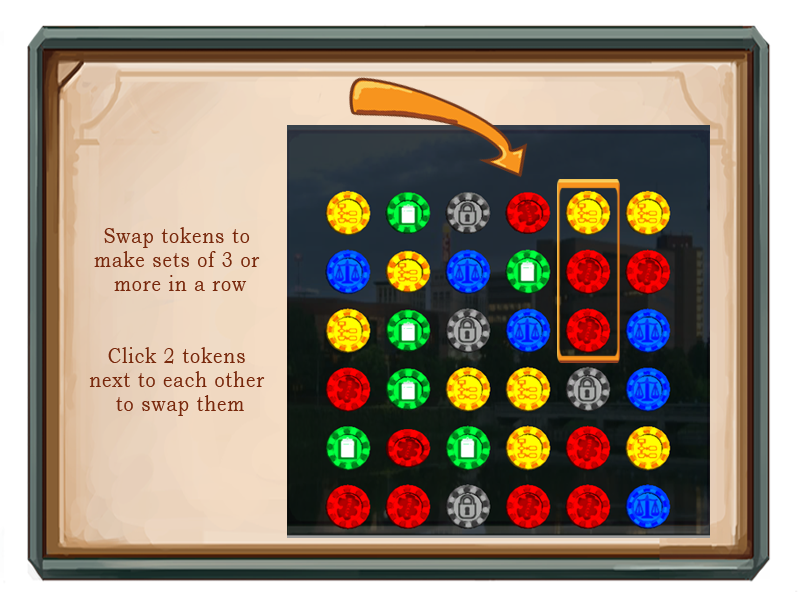 Swap tokens to
make sets of 3 or
more in a row
Click 2 tokens
next to each other
to swap them